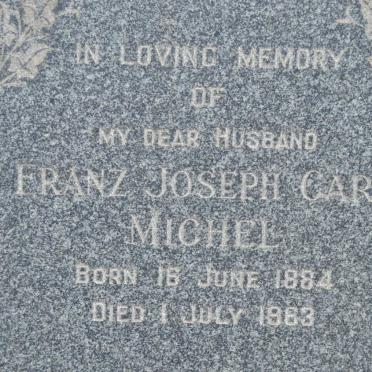 IN LOVING MEMORY
OF
MY DEAR HUSBAND
FRANZ JOSEPH CAR
MICHEL
BORN 16 JUNE 1884
DIED 1 JULY 1963